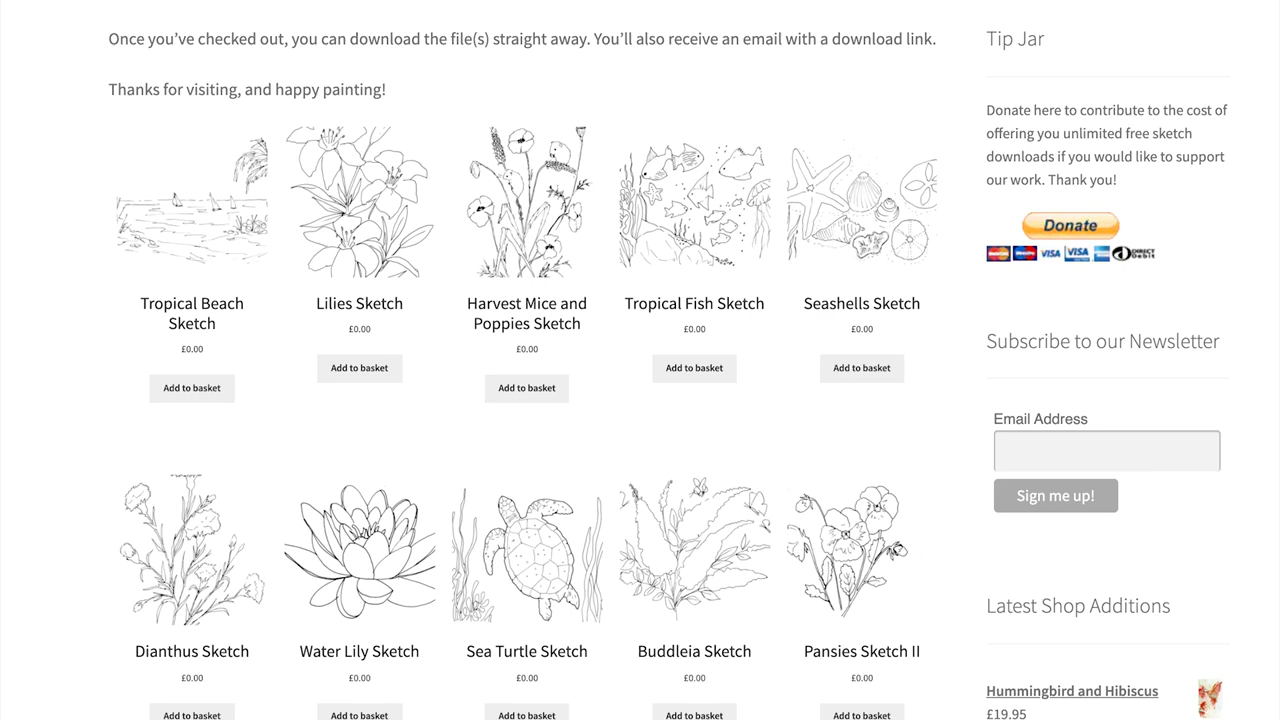 Once you’ve checked out, you can download the file(s) straight away. You’ll also receive an email with a download link.
Thanks for visiting, and happy painting!
Tropical Beach
Sketch
£0.00
Add to basket
Lilies Sketch
£0.00
Add to basket
Harvest Mice and
Poppies Sketch
£0.00
Add to basket
Tropical Fish Sketch
£0.00
Add to basket
Seashells Sketch
£0.00
Add to basket
Dianthus Sketch
£0.00
Add to basket
Water Lily Sketch
£0.00
Add to basket
Sea Turtle Sketch
£0.00
Add to basket
Buddleia Sketch
£0.00
Add to basket
Pansies Sketch II
£0.00
Add to basket
Tip Jar
Donate here to contribute to the cost of
offering you unlimited free sketch
downloads if you would like to support
our work. Thank you!
Donate
VISA VISA DIRECT Debit
Subscribe to our Newsletter
Email Address
Sign me up!
Latest Shop Additions
Hummingbird and Hibiscus
£19.95